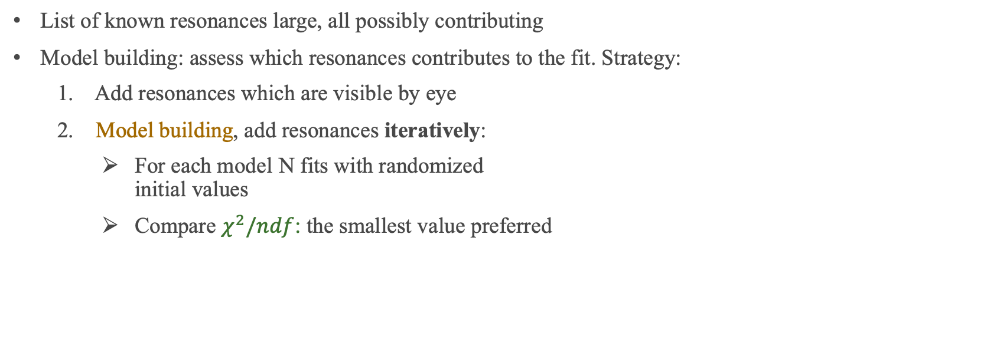 • List of known resonances large, all possibly contributing
• Model building: assess which resonances contributes to the fit. Strategy:
1. Add resonances which are visible by eye
2. Model building, add resonances iteratively:
➢ For each model N fits with randomized
initial values
➢ Compare χ²/ndf: the smallest value preferred